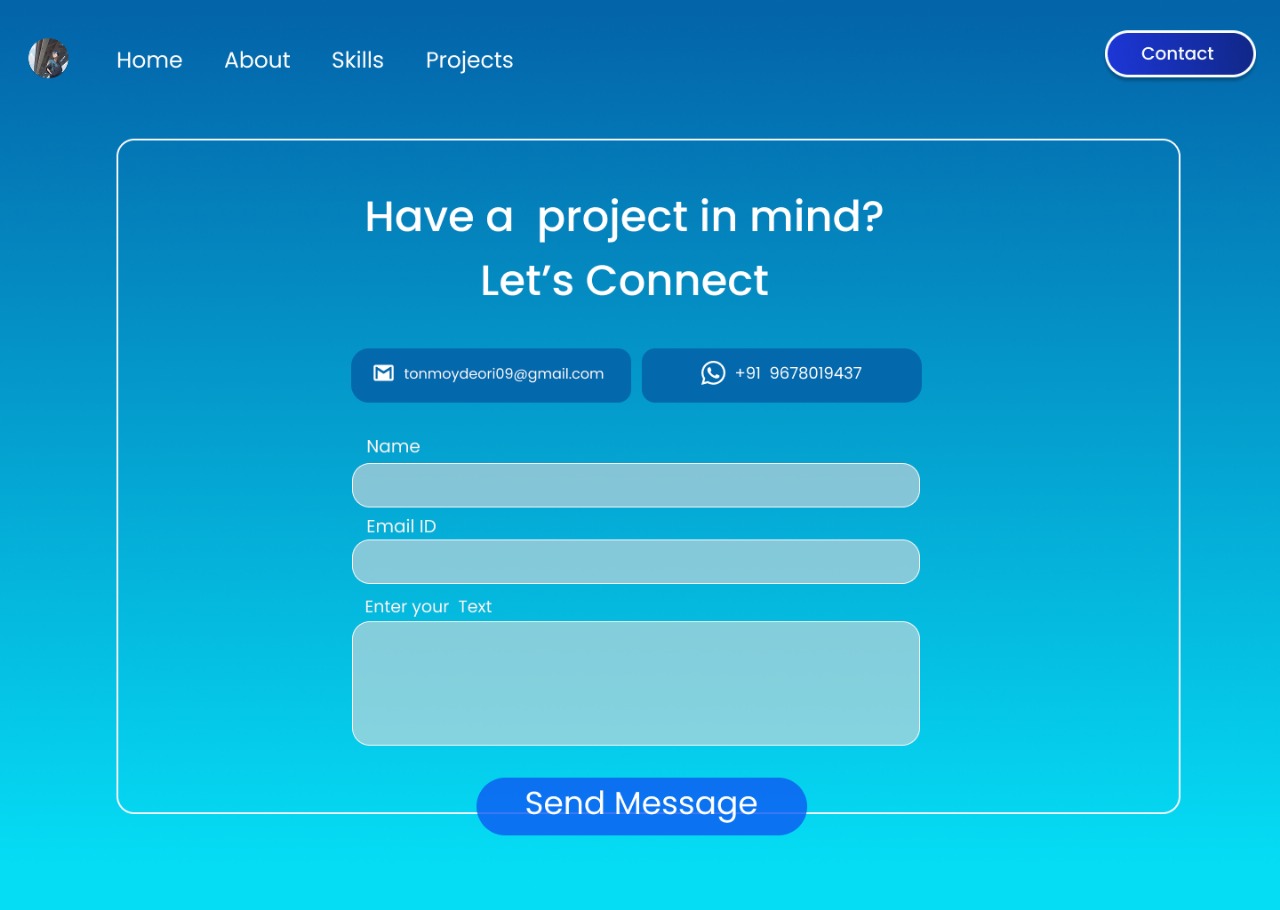 Home About Skills Projects Contact
Have a project in mind?
Let’s Connect
tonmoydeori09@gmail.com +91 9678019437
Name
Email ID
Enter your Text
Send Message